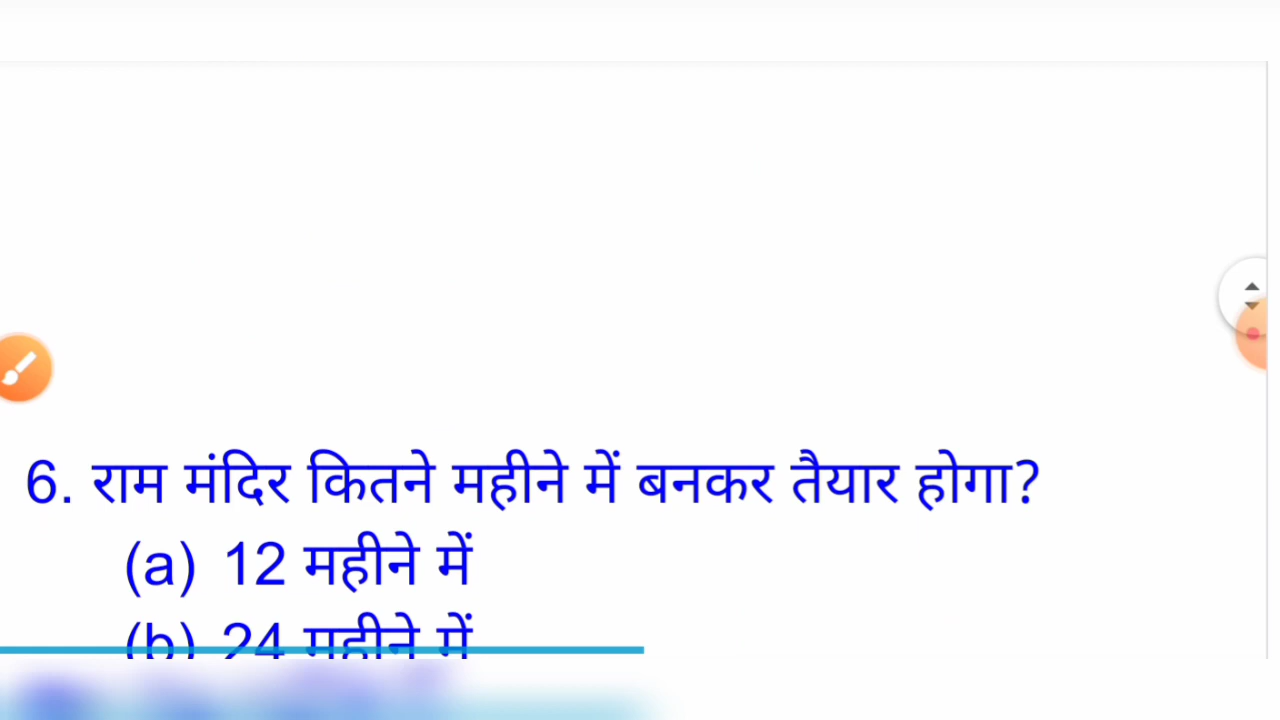 6. राम मंदिर कितने महीने में बनकर तैयार होगा?
(a) 12 महीने में
(b) 24 महीने में